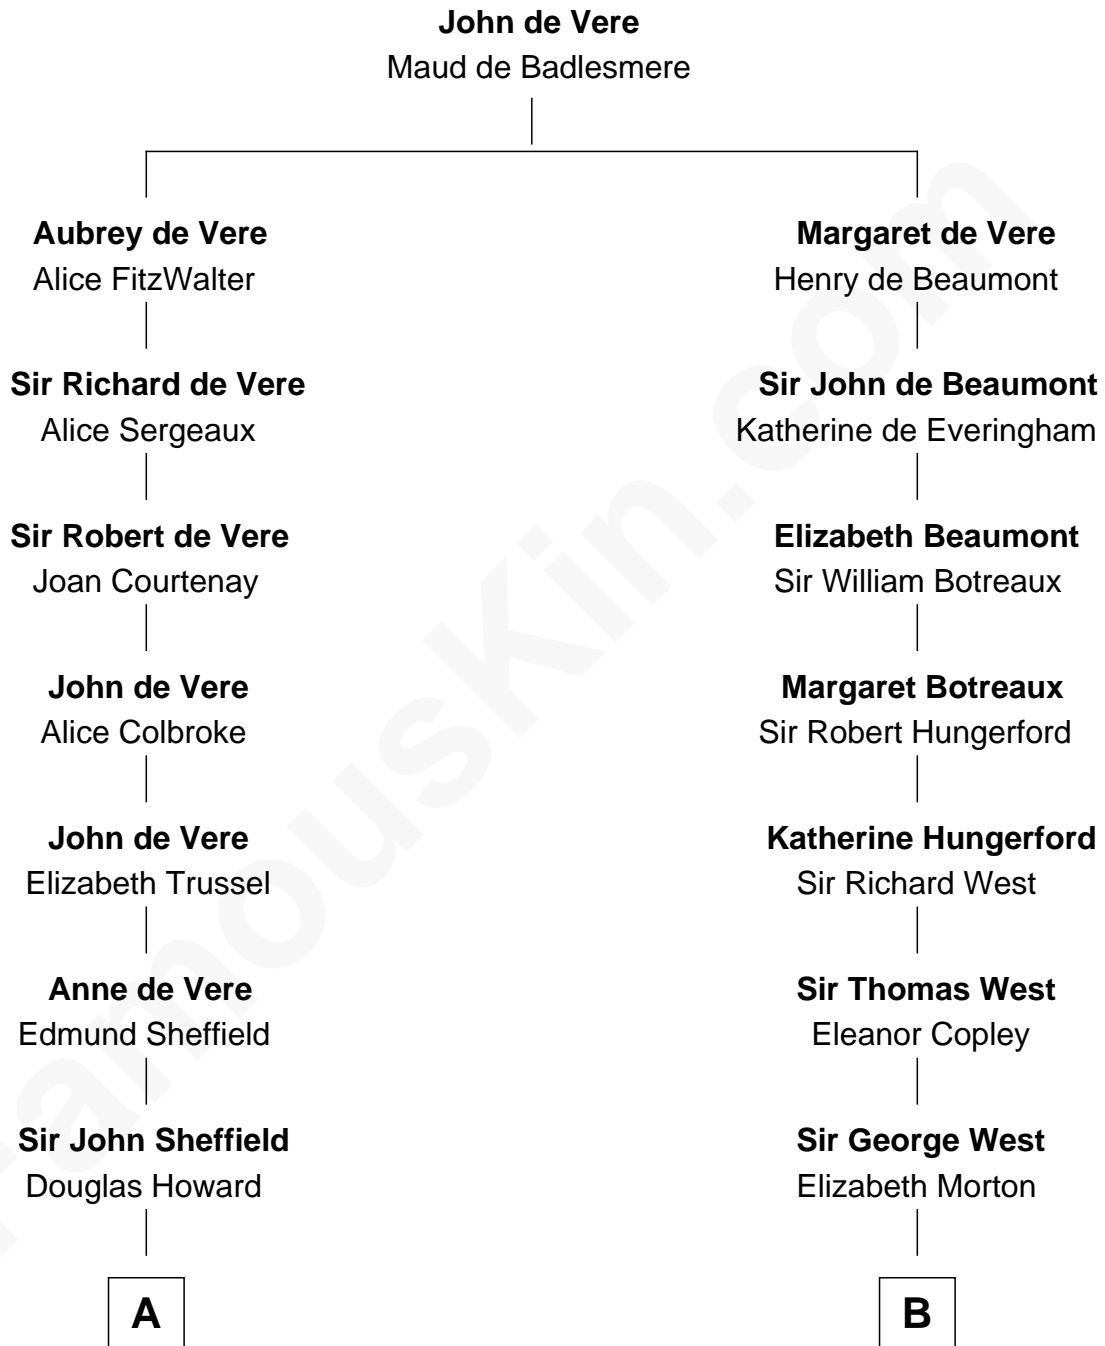 John de Vere
Maud de Badlesmere
Aubrey de Vere
Alice FitzWalter
Margaret de Vere
Henry de Beaumont
Sir Richard de Vere
Alice Sergeaux
Sir John de Beaumont
Katherine de Everingham
Sir Robert de Vere
Joan Courtenay
Elizabeth Beaumont
Sir William Botreaux
John de Vere
Alice Colbroke
Margaret Botreaux
Sir Robert Hungerford
John de Vere
Elizabeth Trussel
Katherine Hungerford
Sir Richard West
Anne de Vere
Edmund Sheffield
Sir Thomas West
Eleanor Copley
Sir John Sheffield
Douglas Howard
Sir George West
Elizabeth Morton
A
B
FamousKin.com